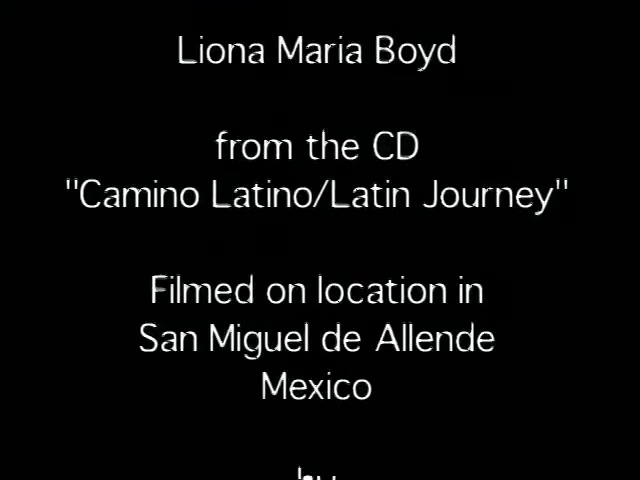 Liona Maria Boyd
from the CD
"Camino Latino/Latin Journey"
Filmed on location in
San Miguel de Allende
Mexico